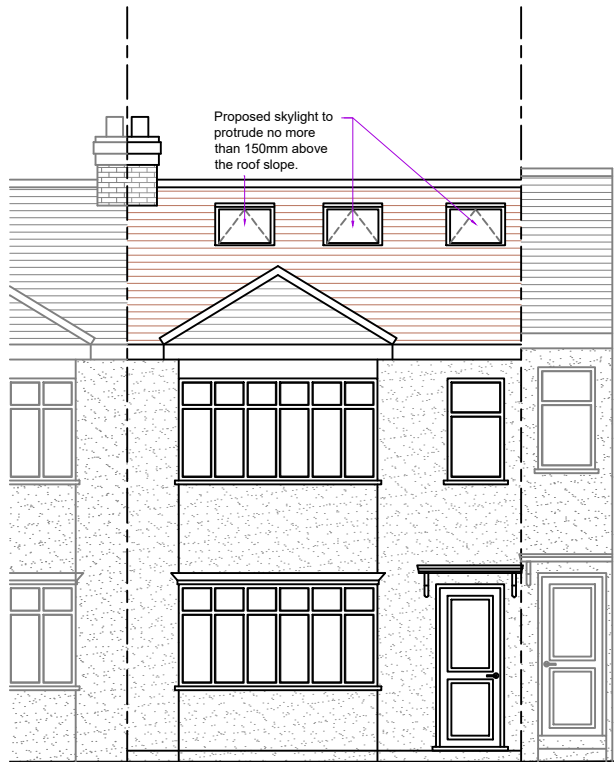 Proposed skylight to
protrude no more
than 150mm above
the roof slope.